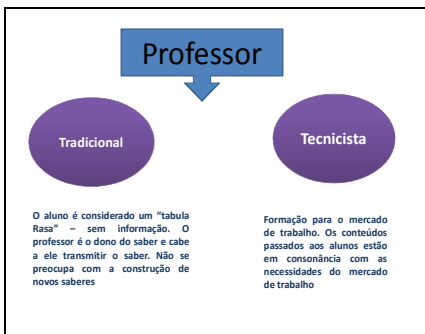 Professor
Tradicional
Tecnicista
O aluno é considerado um “tabula
Rasa” – sem informação. O
professor é o dono do saber e cabe
a ele transmitir o saber. Não se
preocupa com a construção de
novos saberes
Formação para o mercado
de trabalho. Os conteúdos
passados aos alunos estão
em consonância com as
necesidades do mercado
de trabalho